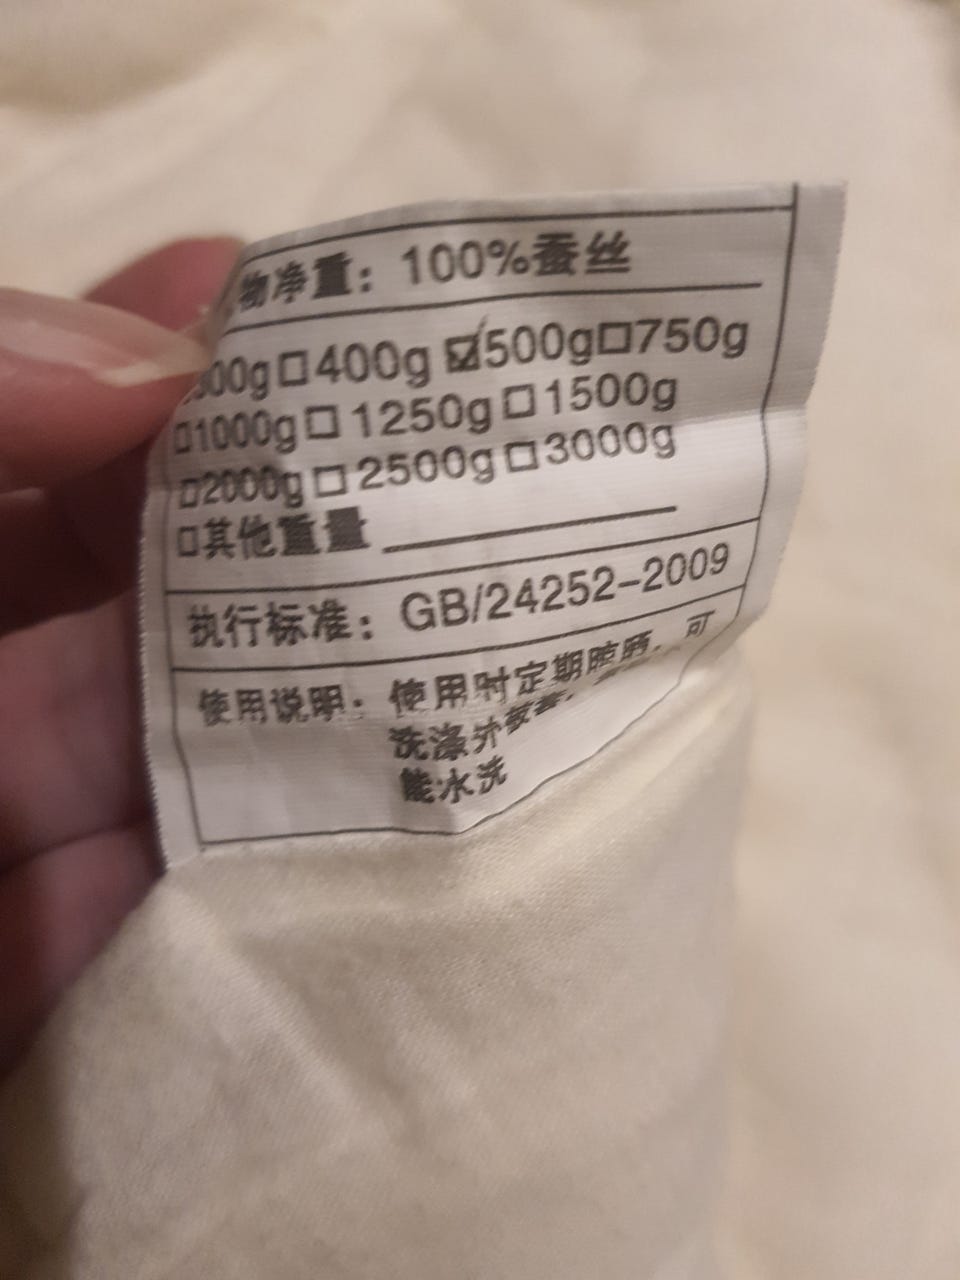 物净重：100%蚕丝
300g□400g☑500g□750g
□1000g□1250g□1500g
□2000g□2500g□3000g
□其他重量
执行标准：GB/24252-2009
使用说明：使用时定期晾晒，可
洗涤外被套，
能水洗